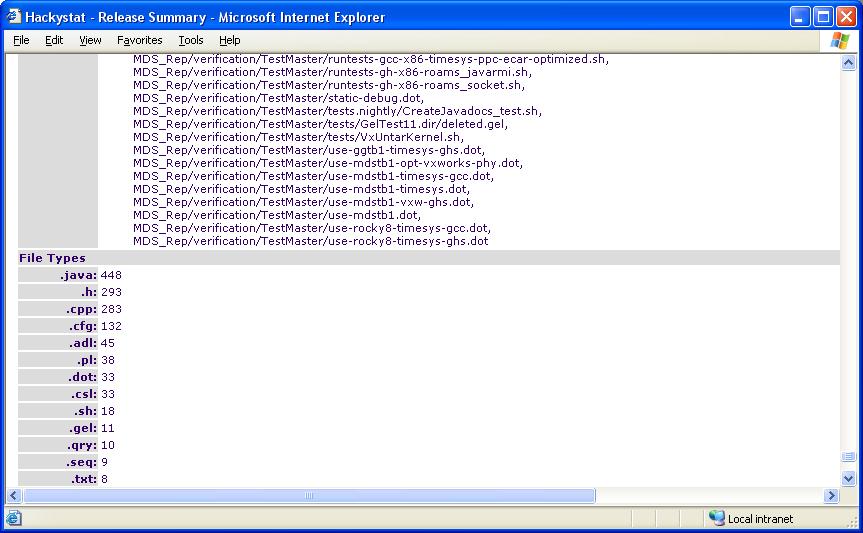 Hackystat - Release Summary - Microsoft Internet Explorer
File Edit View Favorites Tools Help
MDS_Rep/verification/TestMaster/runtests-gcc-x86-timesys-ppc-ecar-optimized.sh,
MDS_Rep/verification/TestMaster/runtests-gh-x86-roams_javarmi.sh,
MDS_Rep/verification/TestMaster/runtests-gh-x86-roams_socket.sh,
MDS_Rep/verification/TestMaster/static-debug.dot,
MDS_Rep/verification/TestMaster/tests.nightly/CreateJavadocs_test.sh,
MDS_Rep/verification/TestMaster/tests/GelTest11.dir/deleted.gel,
MDS_Rep/verification/TestMaster/tests/VxUntarKernel.sh,
MDS_Rep/verification/TestMaster/use-ggtb1-timesys-ghs.dot,
MDS_Rep/verification/TestMaster/use-mdstb1-opt-vxworks-phy.dot,
MDS_Rep/verification/TestMaster/use-mdstb1-timesys-gcc.dot,
MDS_Rep/verification/TestMaster/use-mdstb1-timesys.dot,
MDS_Rep/verification/TestMaster/use-mdstb1-vxw-ghs.dot,
MDS_Rep/verification/TestMaster/use-mdstb1.dot,
MDS_Rep/verification/TestMaster/use-rocky8-timesys-gcc.dot,
MDS_Rep/verification/TestMaster/use-rocky8-timesys-ghs.dot
File Types
.java: 448
.h: 293
.cpp: 283
.cfg: 132
.adl: 45
.pl: 38
.dot: 33
.csl: 33
.sh: 18
.gel: 11
.qry: 10
.seq: 9
.txt: 8
Local intranet